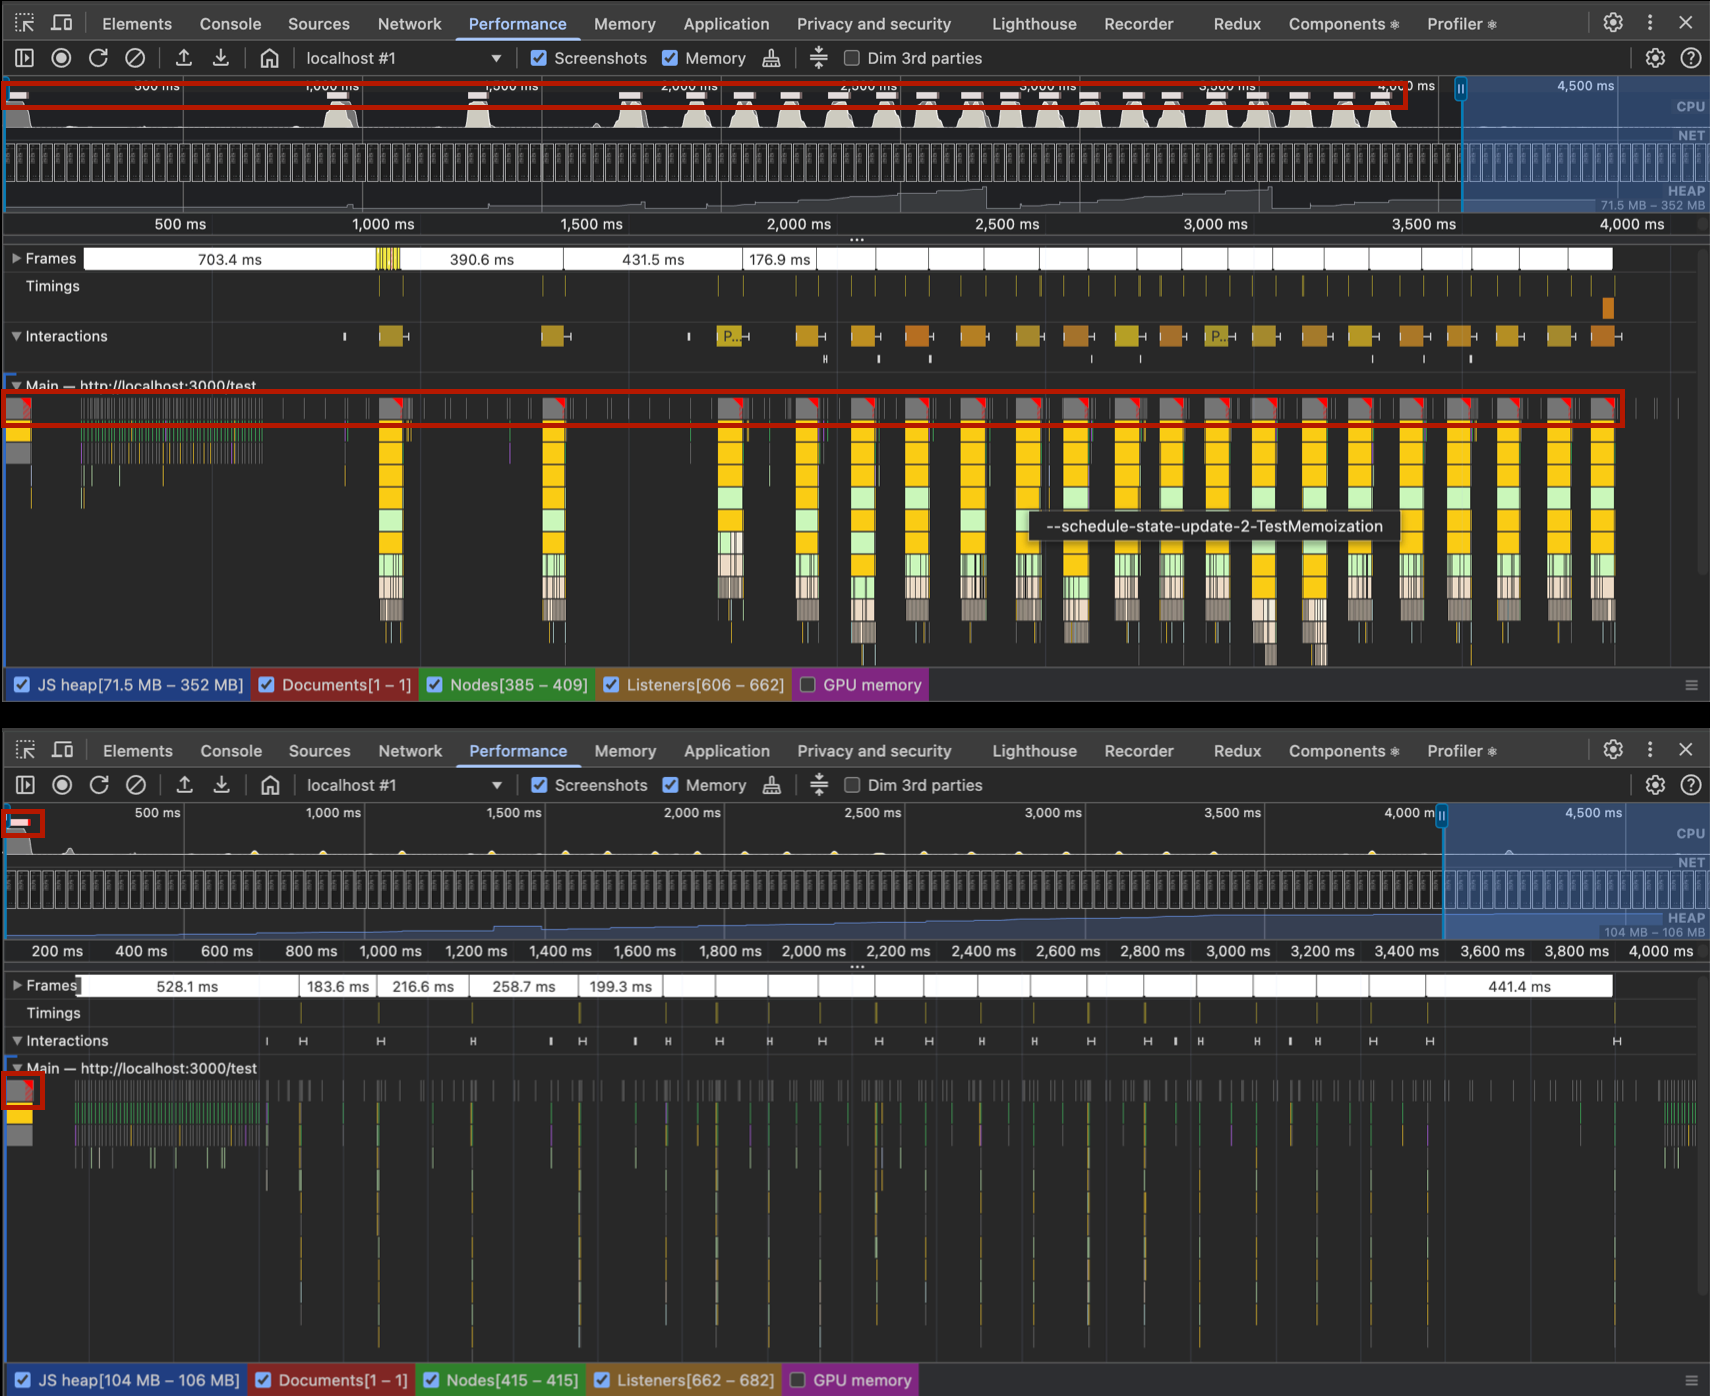 Elements Console Sources Network Performance Memory Application Privacy and security Lighthouse Recorder Redux Components Profiler
localhost #1 Screenshots Memory Dim 3rd parties
500 ms 1,000 ms 1,500 ms 2,000 ms 2,500 ms 3,000 ms 3,500 ms 4,000 ms 4,500 ms
CPU
NET
HEAP
71.5 MB – 352 MB
500 ms 1,000 ms 1,500 ms 2,000 ms 2,500 ms 3,000 ms 3,500 ms 4,000 ms
Frames 703.4 ms 390.6 ms 431.5 ms 176.9 ms
Timings
Interactions P... P...
Main — http://localhost:3000/test
--schedule-state-update-2-TestMemoization
JS heap[71.5 MB – 352 MB] Documents[1 – 1] Nodes[385 – 409] Listeners[606 – 662] GPU memory
Elements Console Sources Network Performance Memory Application Privacy and security Lighthouse Recorder Redux Components Profiler
localhost #1 Screenshots Memory Dim 3rd parties
500 ms 1,000 ms 1,500 ms 2,000 ms 2,500 ms 3,000 ms 3,500 ms 4,000 m 4,500 ms
CPU
NET
HEAP
104 MB – 106 MB
200 ms 400 ms 600 ms 800 ms 1,000 ms 1,200 ms 1,400 ms 1,600 ms 1,800 ms 2,000 ms 2,200 ms 2,400 ms 2,600 ms 2,800 ms 3,000 ms 3,200 ms 3,400 ms 3,600 ms 3,800 ms 4,000 ms
Frames 528.1 ms 183.6 ms 216.6 ms 258.7 ms 199.3 ms 441.4 ms
Timings
Interactions
Main — http://localhost:3000/test
JS heap[104 MB – 106 MB] Documents[1 – 1] Nodes[415 – 415] Listeners[662 – 682] GPU memory